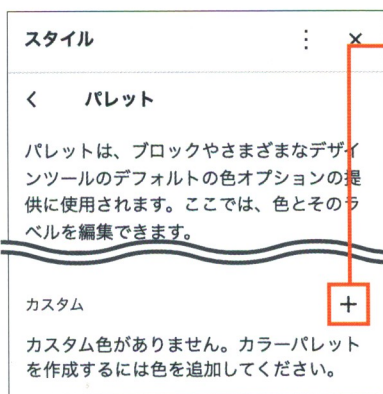 スタイル
パレット
パレットは、ブロックやさまざまなデザイ
ンツールのデフォルトの色オプションの提
供に使用されます。ここでは、色とそのラ
ベルを編集できます。
カスタム
カスタム色がありません。カラーパレット
を作成するには色を追加してください。